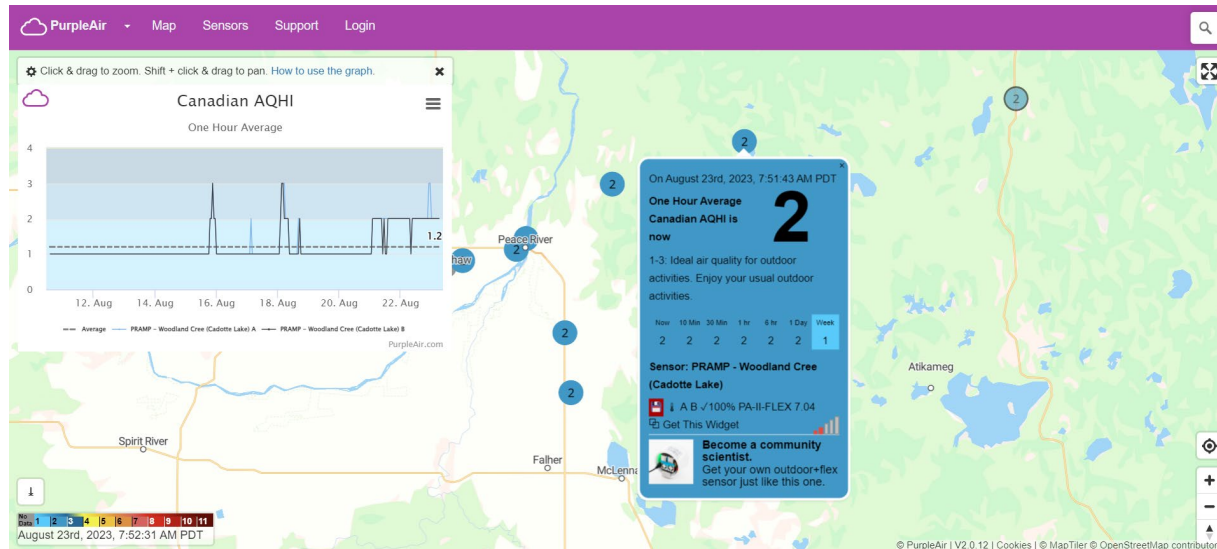 PurpleAir
Map
Sensors
Support
Login
Click & drag to zoom. Shift + click & drag to pan. How to use the graph.
Canadian AQHI
One Hour Average
4
3
2
1
0
1.2
12. Aug
14. Aug
16. Aug
18. Aug
20. Aug
22. Aug
Average
PRAMP - Woodland Cree (Cadotte Lake) A
PRAMP - Woodland Cree (Cadotte Lake) B
PurpleAir.com
2
2
2
Peace River
2
haw
2
2
Spirit River
Falher
McLenna
Atikameg
On August 23rd, 2023, 7:51:43 AM PDT
One Hour Average
Canadian AQHI is
now
2
1-3: Ideal air quality for outdoor
activities. Enjoy your usual outdoor
activities.
Now 10 Min 30 Min 1 hr 6 hr 1 Day Week
2 2 2 2 2 2 1
Sensor: PRAMP - Woodland Cree
(Cadotte Lake)
A B √100% PA-II-FLEX 7.04
Get This Widget
Become a community
scientist.
Get your own outdoor+flex
sensor just like this one.
No
Data 1 2 3 4 5 6 7 8 9 10 11
August 23rd, 2023, 7:52:31 AM PDT
© PurpleAir | V2.0.12 | Cookies | © MapTiler © OpenStreetMap contributor